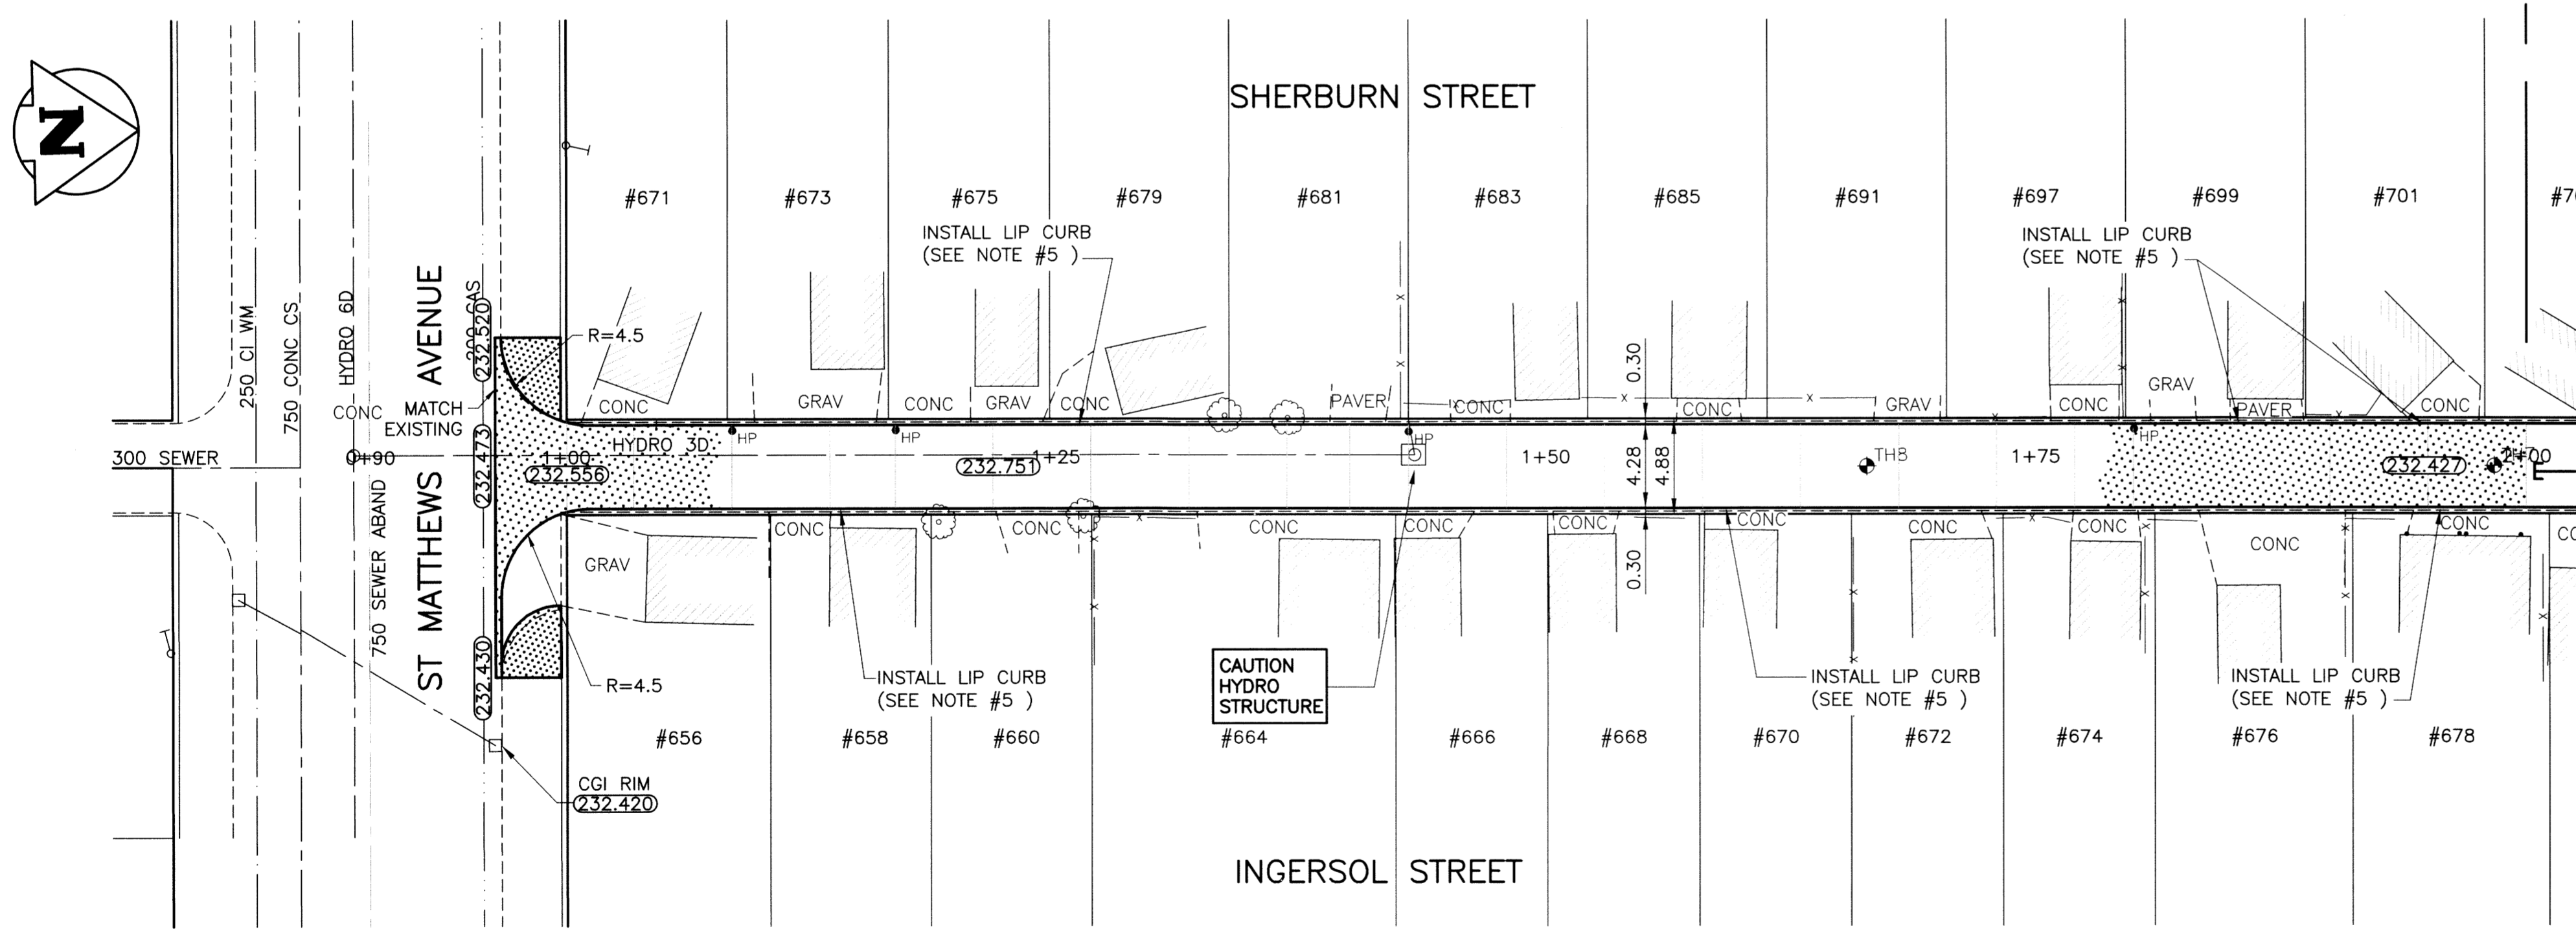 N
SHERBURN STREET
#671
#673
#675
#679
#681
#683
#685
#691
#697
#699
#701
INSTALL LIP CURB
(SEE NOTE #5 )
INSTALL LIP CURB
(SEE NOTE #5 )
250 CI WM
750 CONC CS
HYDRO 6D
750 SEWER ABAND
ST MATTHEWS AVENUE
232.520
232.473
232.430
R=4.5
CONC
MATCH
EXISTING
CONC
GRAV
CONC
GRAV
CONC
PAVER
CONC
0.30
CONC
GRAV
CONC
GRAV
PAVER
CONC
300 SEWER
0+90
1+00
HYDRO 3D
232.556
HP
HP
232.751
1+25
HP
1+50
4.28
4.88
TH8
1+75
HP
232.427
2+00
GRAV
CONC
CONC
CONC
CONC
CONC
0.30
CONC
CONC
CONC
CONC
CONC
R=4.5
INSTALL LIP CURB
(SEE NOTE #5 )
CAUTION
HYDRO
STRUCTURE
INSTALL LIP CURB
(SEE NOTE #5 )
INSTALL LIP CURB
(SEE NOTE #5 )
#656
#658
#660
#664
#666
#668
#670
#672
#674
#676
#678
CGI RIM
232.420
INGERSOL STREET